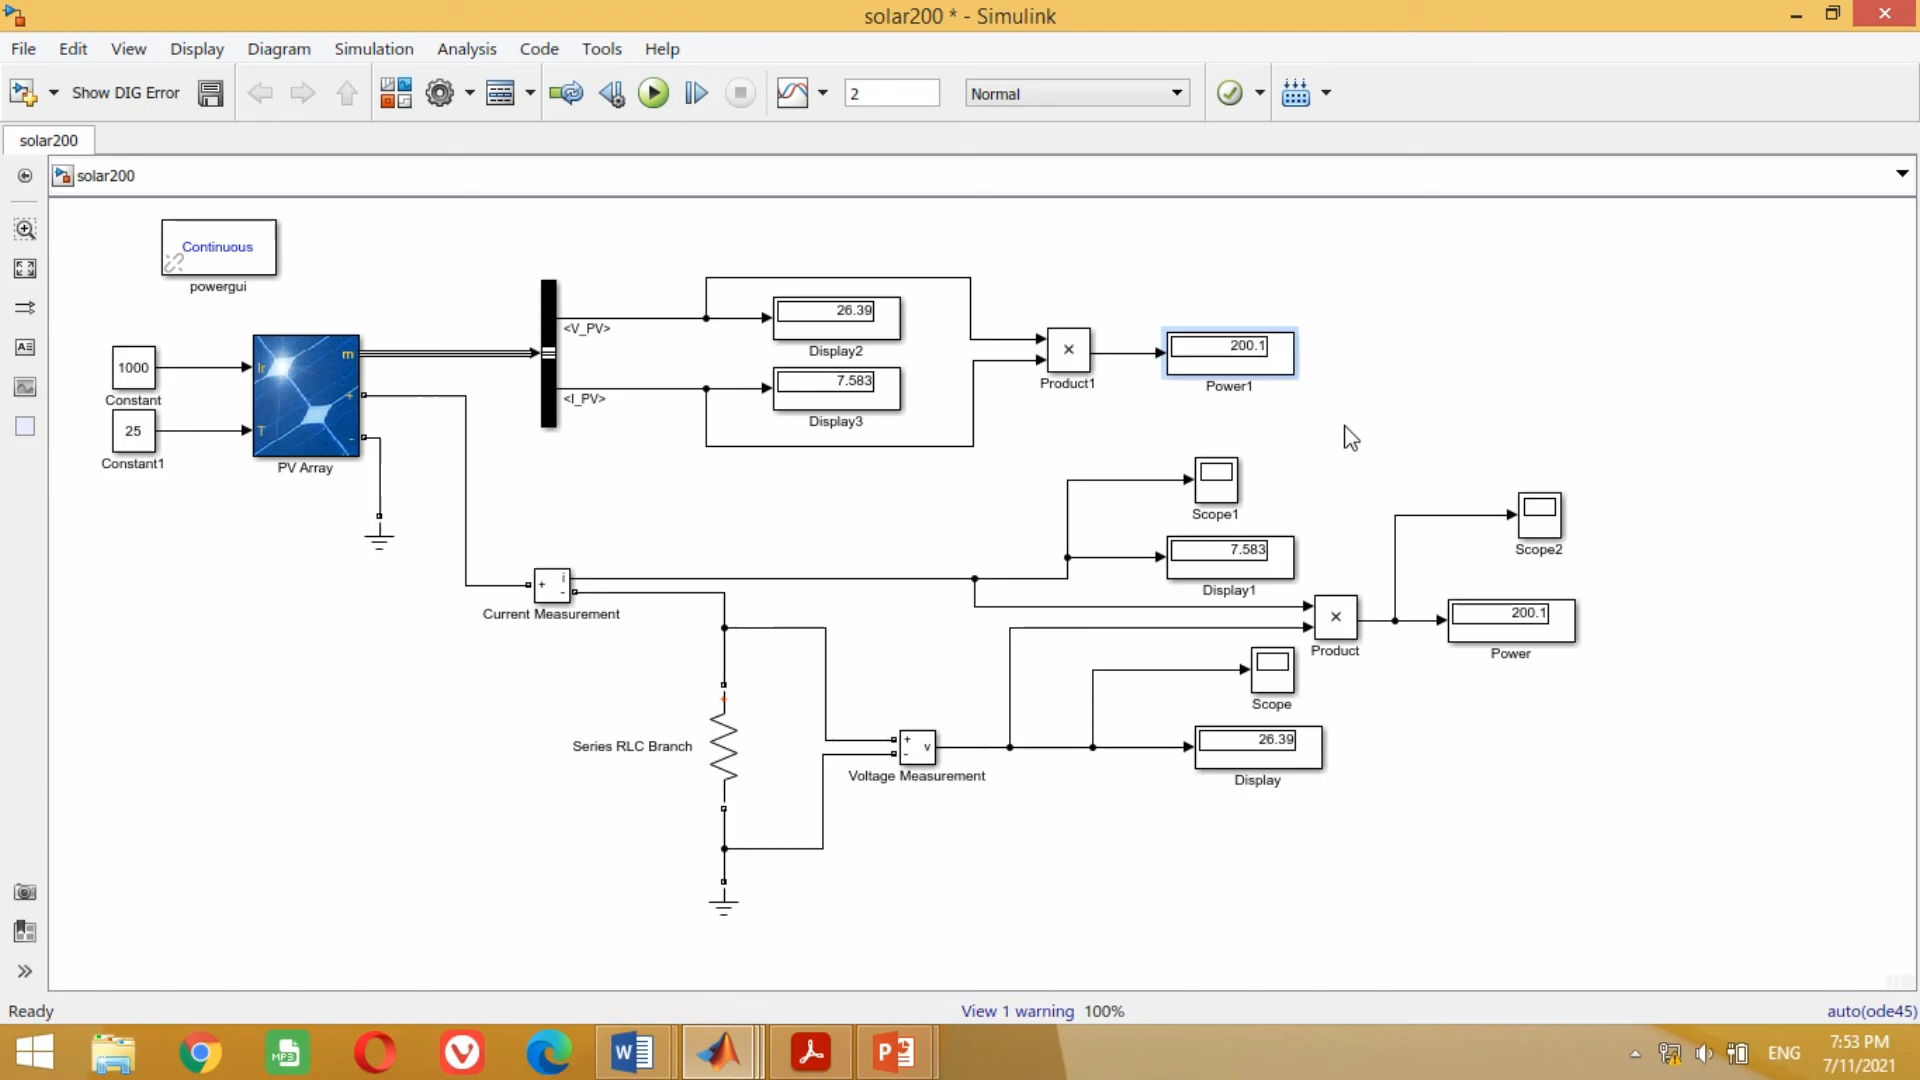 solar200 * - Simulink
File Edit View Display Diagram Simulation Analysis Code Tools Help
Show DIG Error
2
Normal
solar200
solar200
Continuous
powergui
<V_PV>
26.39
Display2
1000
Constant
Ir
m
+
25
Constant1
T
-
PV Array
<I_PV>
7.583
Display3
×
Product1
200.1
Power1
Scope1
7.583
Display1
Scope2
+
i
-
Current Measurement
×
Product
200.1
Power
Scope
Series RLC Branch
+
-
v
Voltage Measurement
26.39
Display
Ready
View 1 warning 100%
auto(ode45)
MP3
W
P
ENG
7:53 PM
7/11/2021